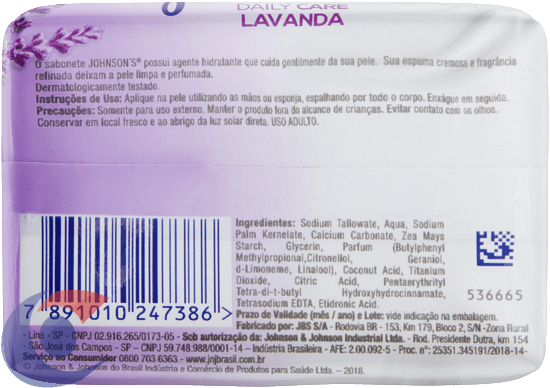 DAILY CARE
LAVANDA
O sabonete JOHNSON'S® possui agente hidratante que cuida gentilmente da sua pele. Sua espuma cremosa e fragrância
refinada deixam a pele limpa e perfumada.
Dermatologicamente testado.
Instruções de Uso: Aplique na pele utilizando as mãos ou esponja, espalhando por todo o corpo. Enxágue em seguida.
Precauções: Somente para uso externo. Manter o produto fora do alcance de crianças. Evitar contato com os olhos.
Conservar em local fresco e ao abrigo da luz solar direta. USO ADULTO.
Ingredientes: Sodium Tallowate, Aqua, Sodium
Palm Kernelate, Calcium Carbonate, Zea Mays
Starch, Glycerin, Parfum (Butylphenyl
Methylpropional,Citronellol, Geraniol,
d-Limoneme, Linalool), Coconut Acid, Titanium
Dioxide, Citric Acid, Pentaerythrityl
Tetra-di-t-butyl Hydroxyhydrocinnamate,
Tetrasodium EDTA, Etidronic Acid.
536665
7 891010 247386 >
Prazo de Validade (mês / ano) e Lote: vide indicação na embalagem.
Fabricado por: JBS S/A - Rodovia BR - 153, Km 179, Bloco 2, S/N -Zona Rural
- Lins - SP - CNPJ 02.916.265/0173-05 - Sob autorização da: Johnson & Johnson Industrial Ltda. - Rod. Presidente Dutra, km 154
- São José dos Campos - SP - CNPJ 59.748.988/0001-14 - Indústria Brasileira - AFE: 2.00.092-5 - Proc. nº: 25351.345191/2018-14-
Serviço ao Consumidor 0800 703 6363 - www.jnjbrasil.com.br
© Johnson & Johnson do Brasil Indústria e Comércio de Produtos para Saúde Ltda. – 2018.